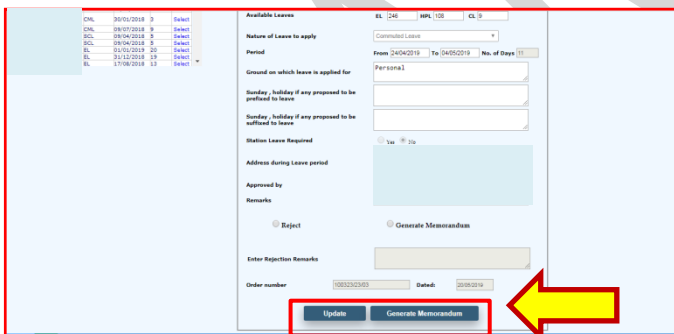 CML 30/01/2018 3 Select
CML 09/07/2018 9 Select
SCL 09/04/2018 5 Select
SCL 09/04/2018 5 Select
EL 01/01/2019 20 Select
EL 31/12/2018 19 Select
EL 17/08/2018 13 Select
Available Leaves EL 246 HPL 108 CL 9
Nature of Leave to apply Commuted Leave
Period From 24/04/2019 To 04/05/2019 No. of Days 11
Ground on which leave is applied for Personal
Sunday , holiday if any proposed to be
prefixed to leave
Sunday , holiday if any proposed to be
suffixed to leave
Station Leave Required Yes No
Address during Leave period
Approved by
Remarks
Reject Generate Memorandum
Enter Rejection Remarks
Order number 100323/23/03 Dated: 20/05/2019
Update Generate Memorandum